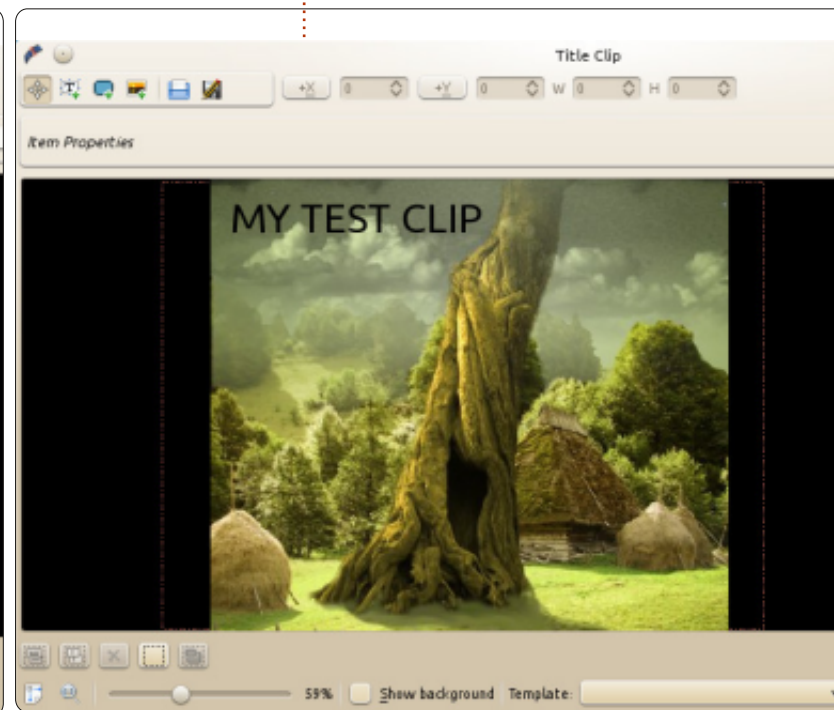 Title Clip
+X 0 +Y 0 W 0 H 0
Item Properties
MY TEST CLIP
59% Show background Template: